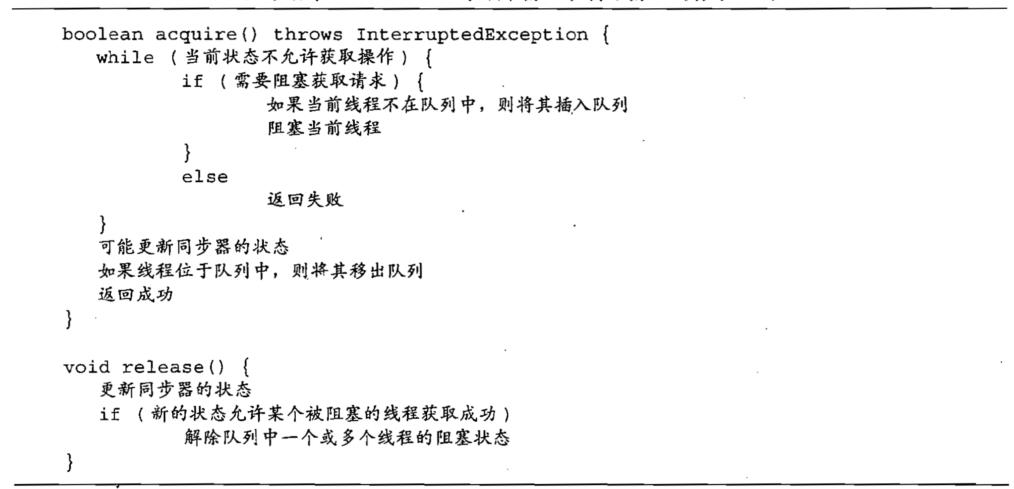 boolean acquire() throws InterruptedException {
while (当前状态不允许获取操作) {
if (需要阻塞获取请求) {
如果当前线程不在队列中，则将其插入队列
阻塞当前线程
}
else
返回失败
}
可能更新同步器的状态
如果线程位于队列中，则将其移出队列
返回成功
}
void release() {
更新同步器的状态
if (新的状态允许某个被阻塞的线程获取成功)
解除队列中一个或多个线程的阻塞状态
}